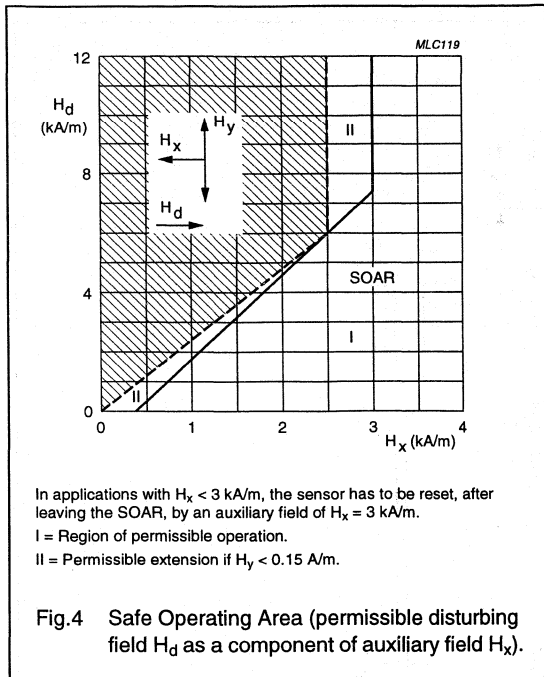 MLC119
12
Hd
(kA/m)
Hy
II
Hx
8
Hd
SOAR
4
I
II
0
0
1
2
3
4
Hx (kA/m)
In applications with Hx < 3 kA/m, the sensor has to be reset, after
leaving the SOAR, by an auxiliary field of Hx = 3 kA/m.
I = Region of permissible operation.
II = Permissible extension if Hy < 0.15 A/m.
Fig.4 Safe Operating Area (permissible disturbing
field Hd as a component of auxiliary field Hx).